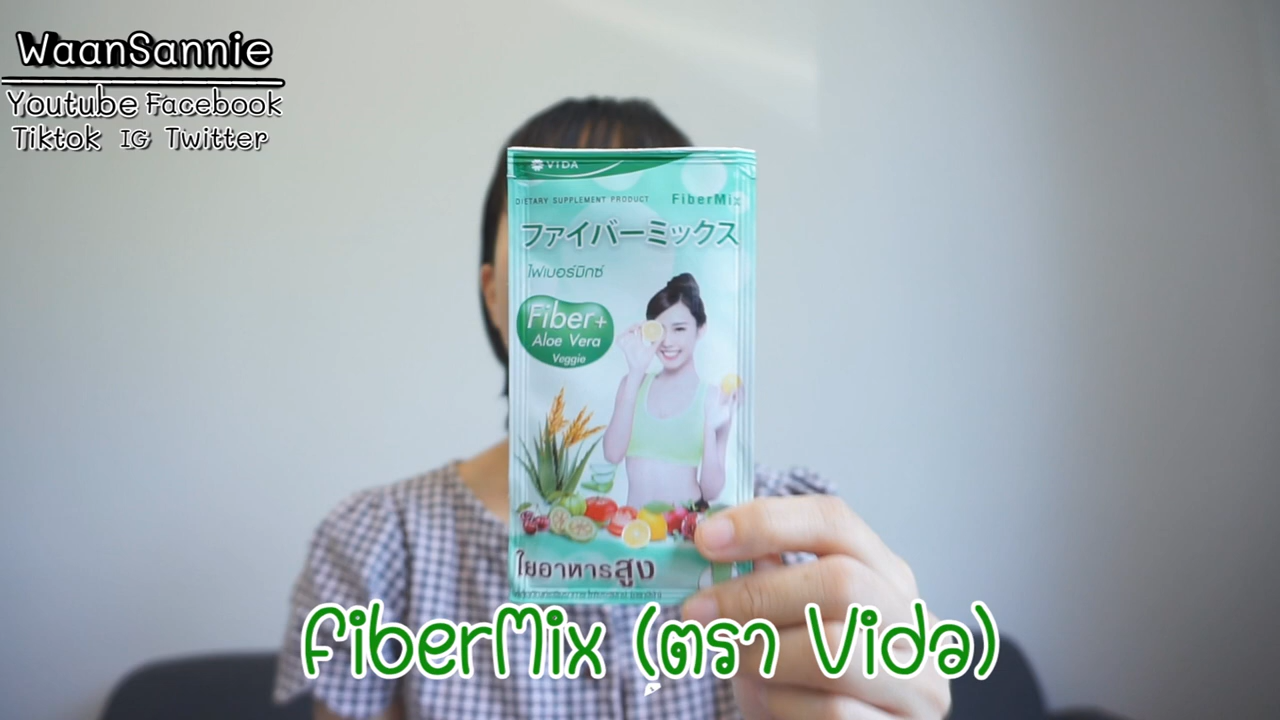 WaanSannie
Youtube Facebook
Tiktok IG Twitter
VIDA
DIETARY SUPPLEMENT PRODUCT FiberMix
ファイバーミックス
ไฟเบอร์มิกซ์
Fiber+
Aloe Vera
Veggie
ใยอาหารสูง
FiberMix (ตรา Vida)